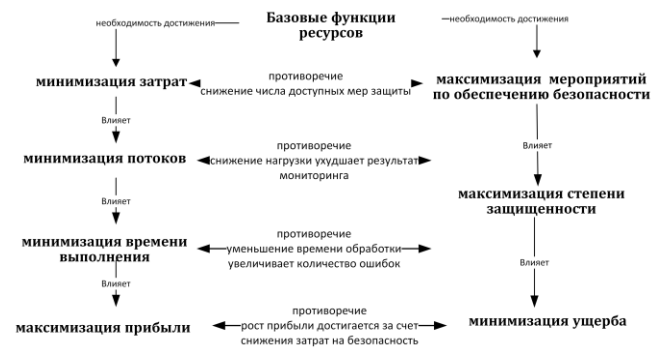 Базовые функции
ресурсов
необходимость достижения
необходимость достижения
минимизация затрат
противоречие
снижение числа доступных мер защиты
максимизация мероприятий
по обеспечению безопасности
Влияет
Влияет
минимизация потоков
противоречие
снижение нагрузки ухудшает результат
мониторинга
максимизация степени
защищенности
Влияет
минимизация времени
выполнения
противоречие
уменьшение времени обработки
увеличивает количество ошибок
Влияет
Влияет
максимизация прибыли
противоречие
рост прибыли достигается за счет
снижения затрат на безопасность
минимизация ущерба